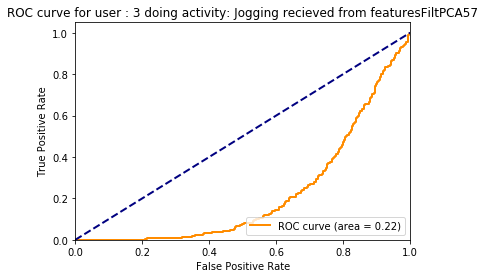 ROC curve for user : 3 doing activity: Jogging recieved from featuresFiltPCA57
1.0
0.8
0.6
0.4
0.2
0.0
True Positive Rate
ROC curve (area = 0.22)
0.0 0.2 0.4 0.6 0.8 1.0
False Positive Rate